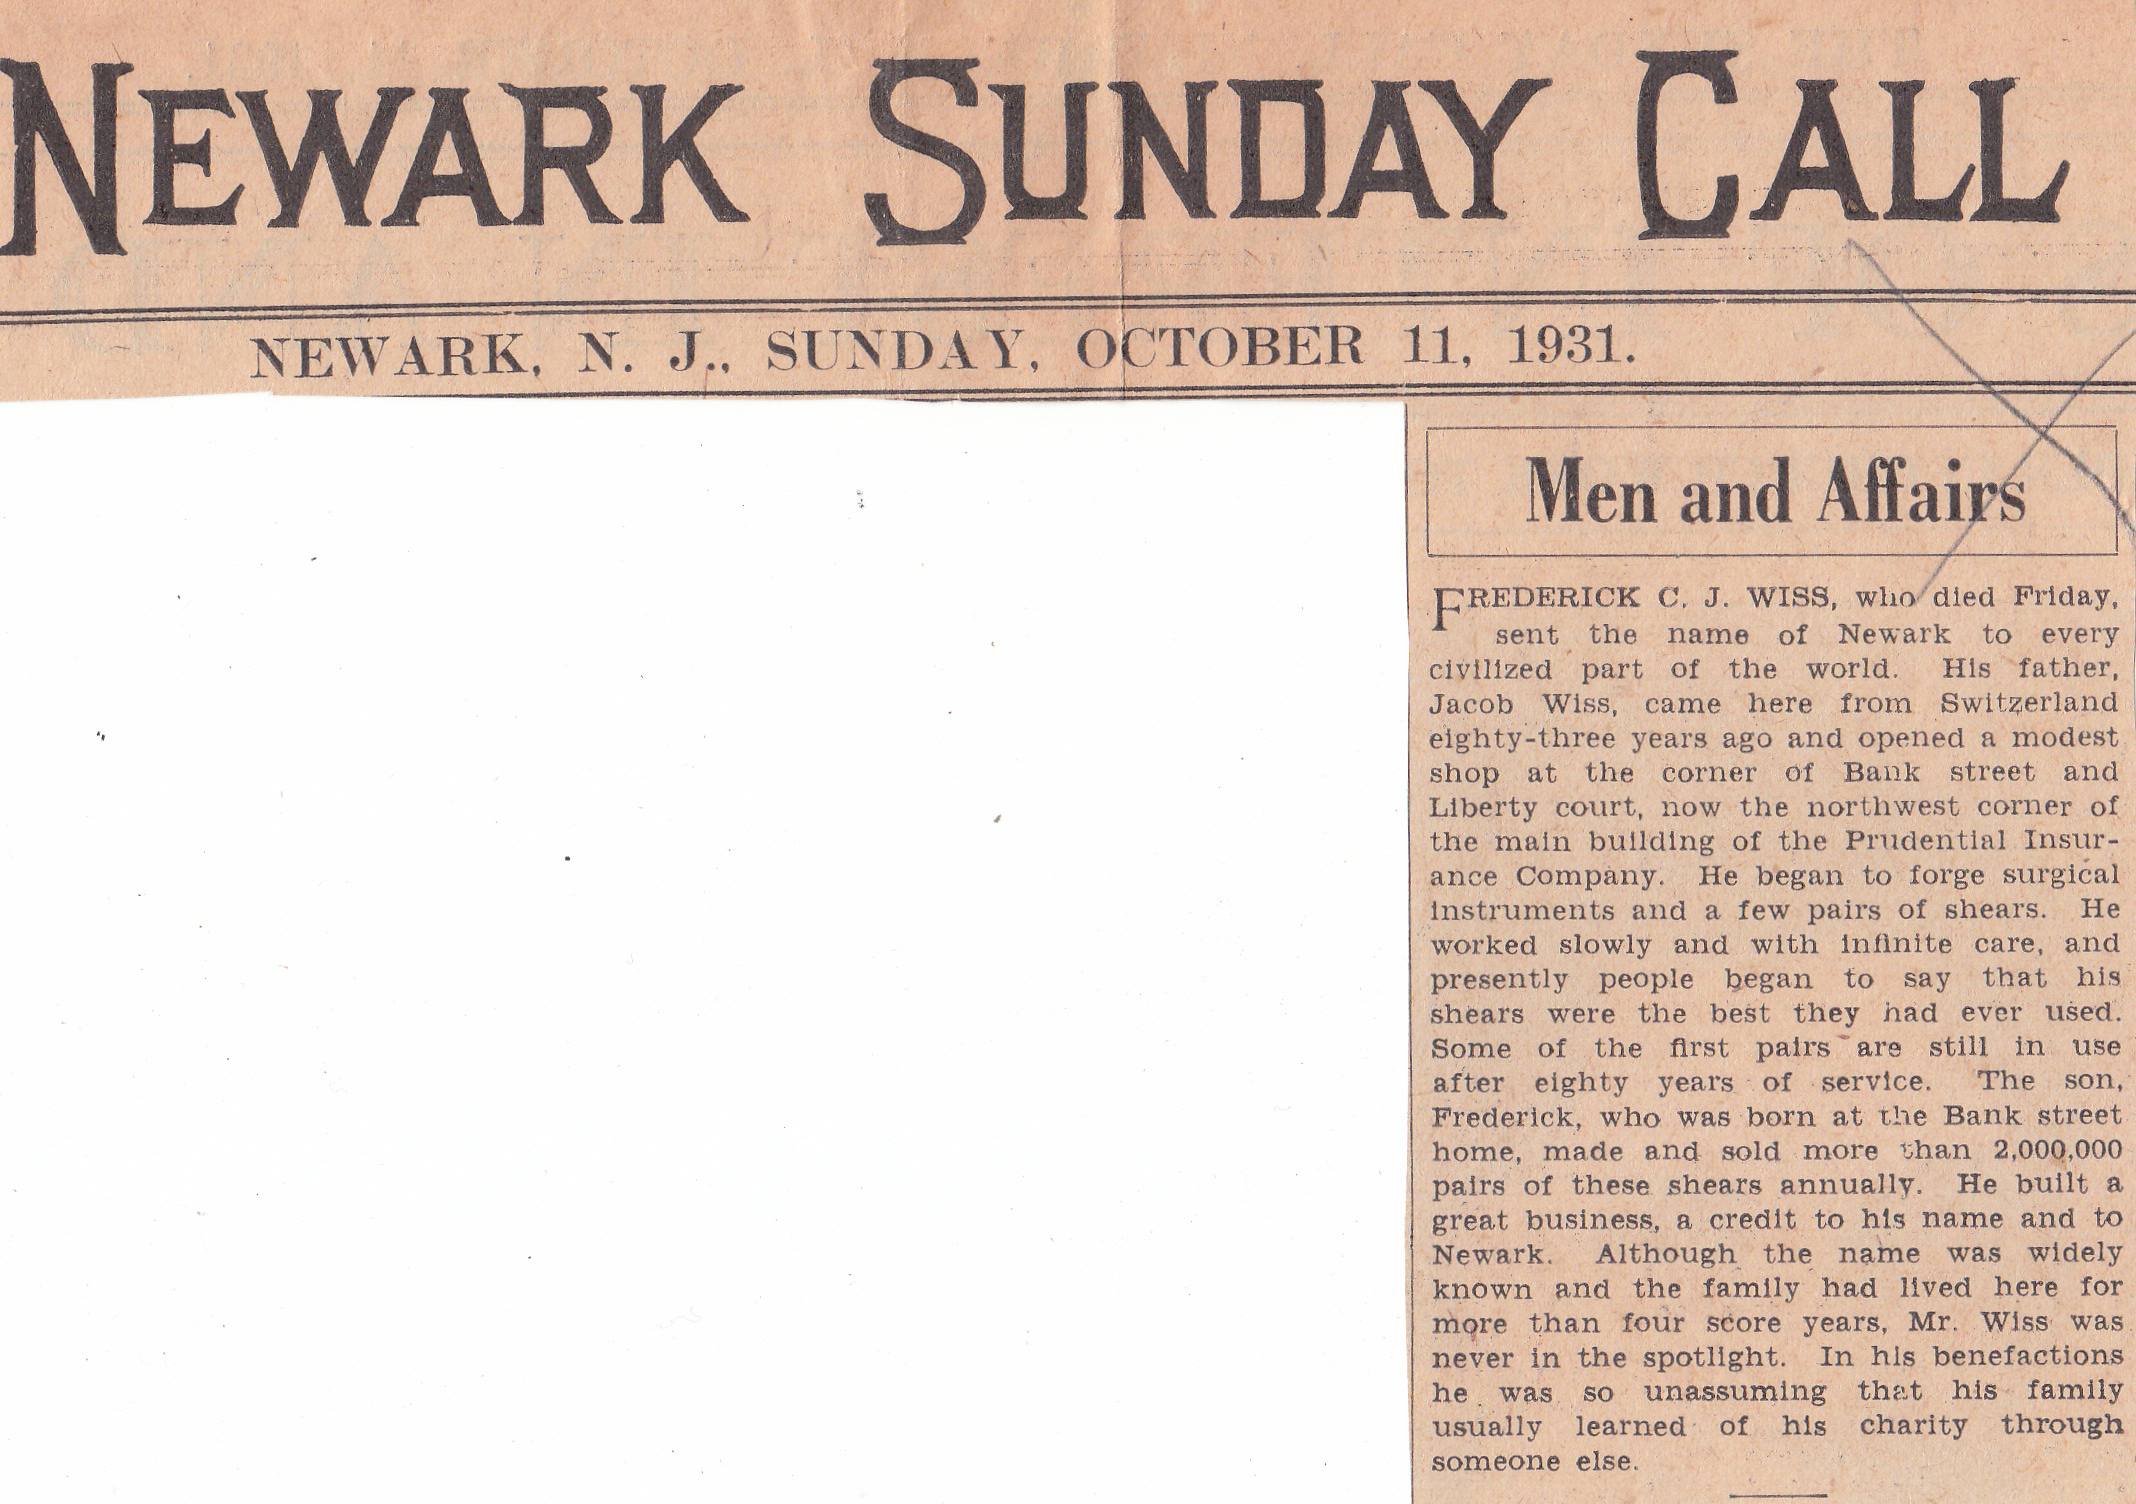 NEWARK SUNDAY CALL
NEWARK, N. J., SUNDAY, OCTOBER 11, 1931.
Men and Affairs
FREDERICK C. J. WISS, who died Friday,
sent the name of Newark to every
civilized part of the world. His father,
Jacob Wiss, came here from Switzerland
eighty-three years ago and opened a modest
shop at the corner of Bank street and
Liberty court, now the northwest corner of
the main building of the Prudential Insur-
ance Company. He began to forge surgical
instruments and a few pairs of shears. He
worked slowly and with infinite care, and
presently people began to say that his
shears were the best they had ever used.
Some of the first pairs are still in use
after eighty years of service. The son,
Frederick, who was born at the Bank street
home, made and sold more than 2,000,000
pairs of these shears annually. He built a
great business, a credit to his name and to
Newark. Although the name was widely
known and the family had lived here for
more than four score years, Mr. Wiss was
never in the spotlight. In his benefactions
he was so unassuming that his family
usually learned of his charity through
someone else.